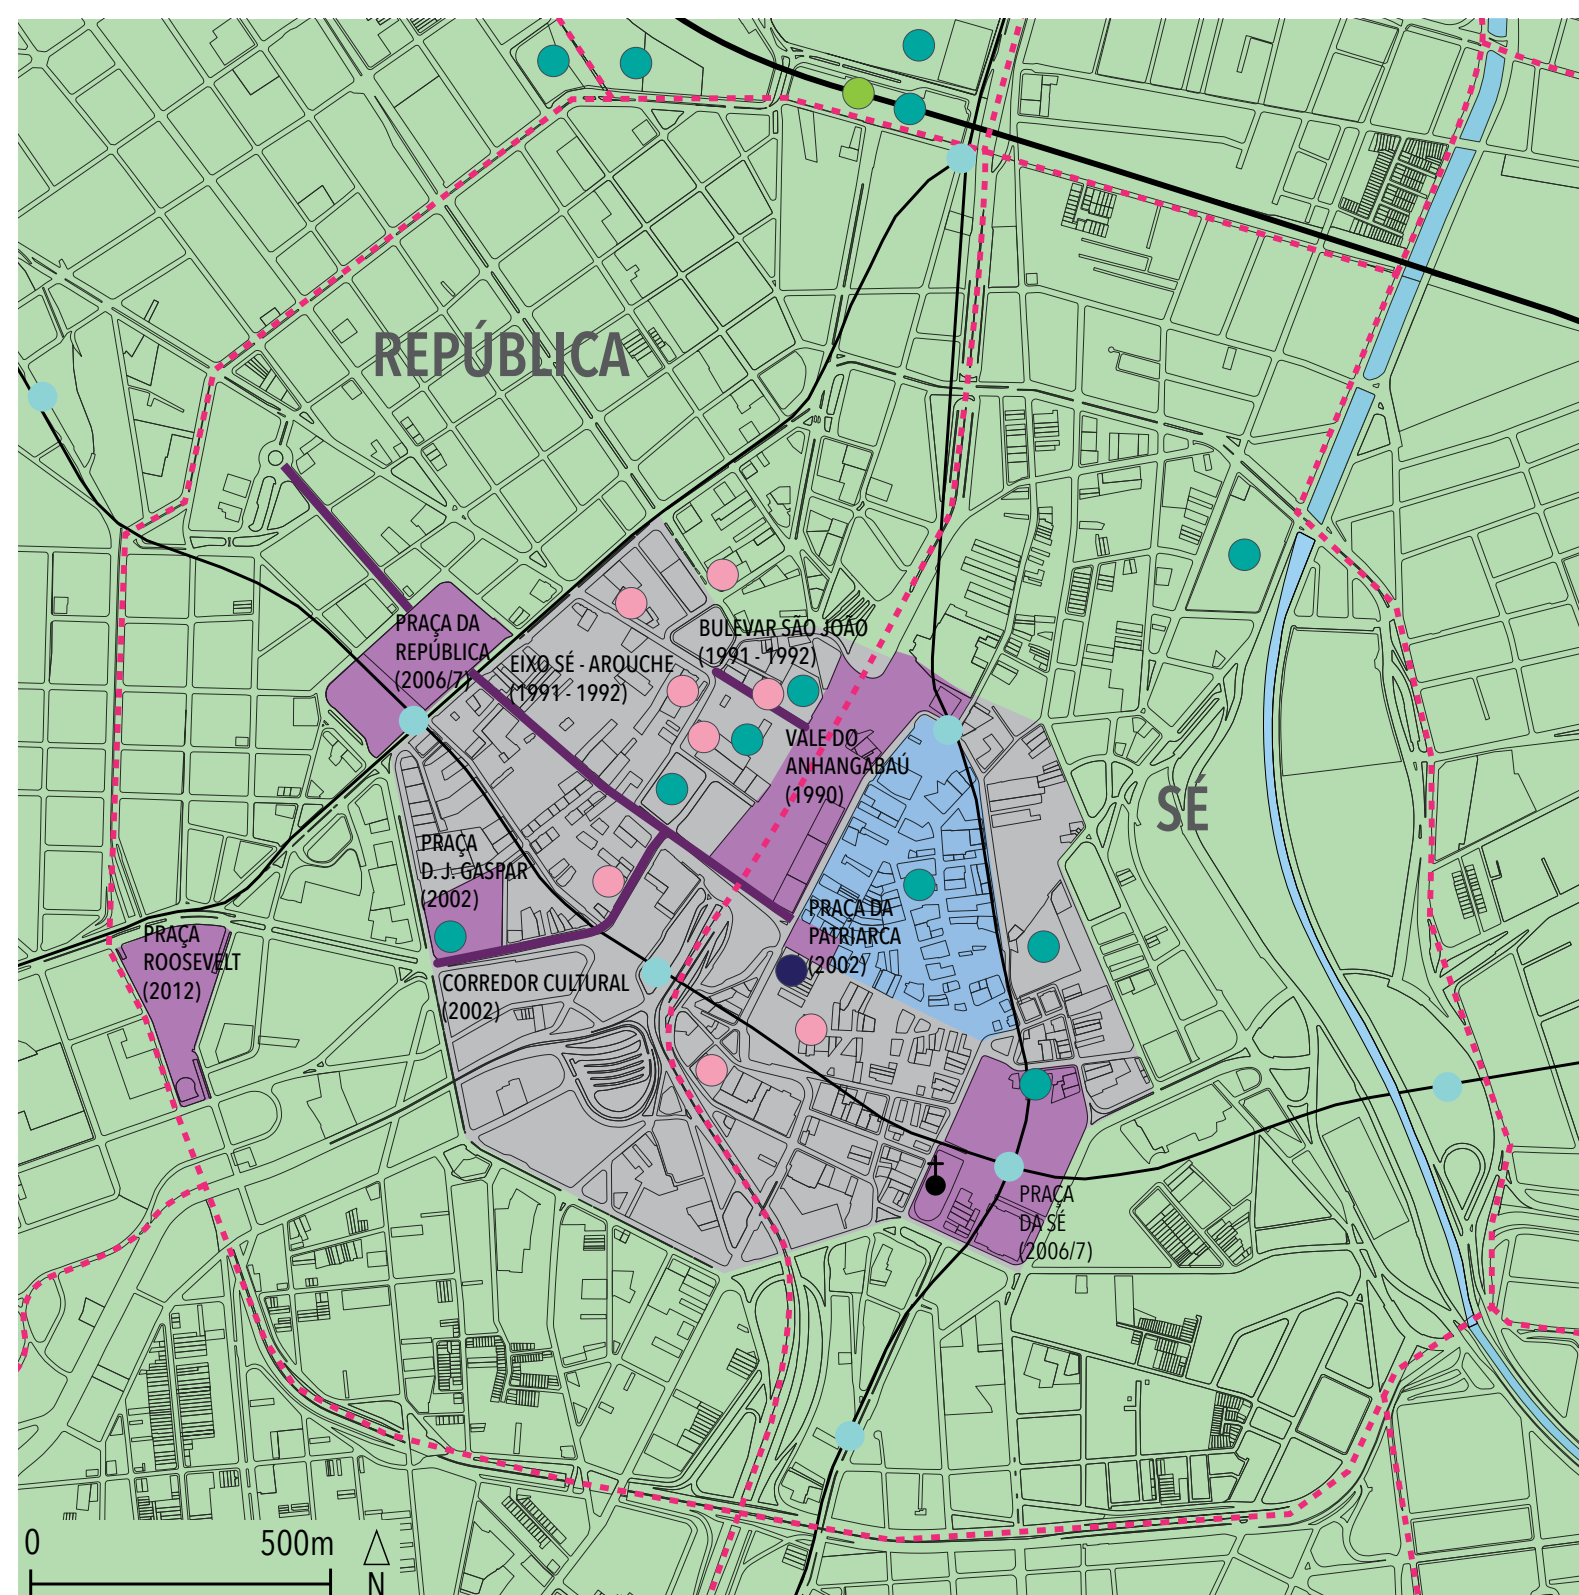 REPÚBLICA
PRAÇA DA
REPÚBLICA
(2006/7)
EIXO SÉ - AROUCHE
(1991 - 1992)
BULEVAR SÃO JOÃO
(1991 - 1992)
VALE DO
ANHANGABAÚ
(1990)
SÉ
PRAÇA
D. J. GASPAR
(2002)
PRAÇA DA
PATRIARCA
(2002)
PRAÇA
ROOSEVELT
(2012)
CORREDOR CULTURAL
(2002)
PRAÇA
DA SÉ
(2006/7)
0 500m
N